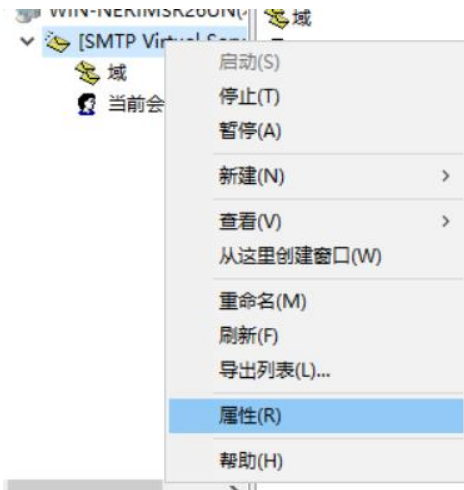 WIN-NERIMSR26UN(
域
[SMTP Virtual Serv
域
当前会
启动(S)
停止(T)
暂停(A)
新建(N)
查看(V)
从这里创建窗口(W)
重命名(M)
刷新(F)
导出列表(L)...
属性(R)
帮助(H)